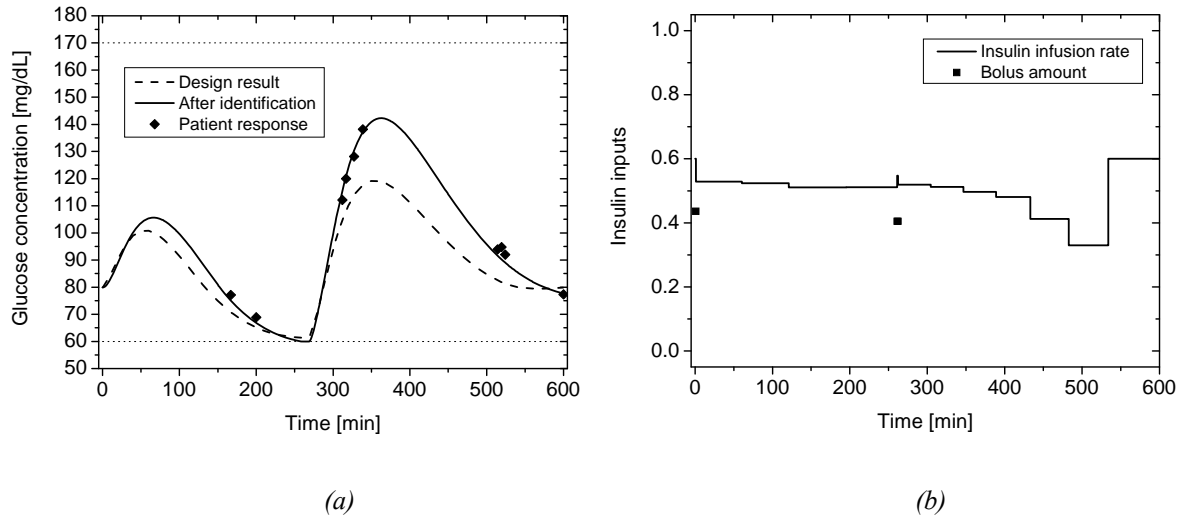 180
170
160
150
140
130
120
110
100
90
80
70
60
50
Glucose concentration [mg/dL]
Design result
After identification
Patient response
0 100 200 300 400 500 600
Time [min]
(a)
1.0
0.8
0.6
0.4
0.2
0.0
Insulin inputs
Insulin infusion rate
Bolus amount
0 100 200 300 400 500 600
Time [min]
(b)